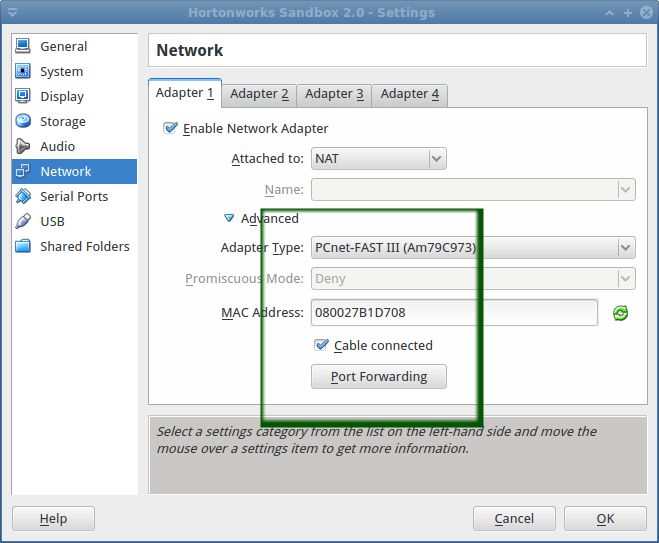 Hortonworks Sandbox 2.0 - Settings
General
System
Display
Storage
Audio
Network
Serial Ports
USB
Shared Folders
Network
Adapter 1 Adapter 2 Adapter 3 Adapter 4
Enable Network Adapter
Attached to: NAT
Name:
Advanced
Adapter Type: PCnet-FAST III (Am79C973)
Promiscuous Mode: Deny
MAC Address: 080027B1D708
Cable connected
Port Forwarding
Select a settings category from the list on the left-hand side and move the
mouse over a settings item to get more information.
Help Cancel OK